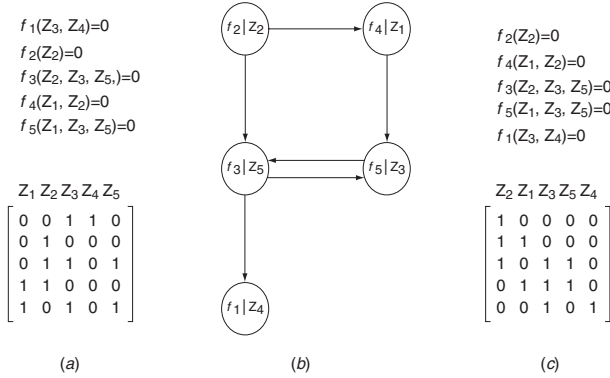 f1(Z3, Z4)=0
f2(Z2)=0
f3(Z2, Z3, Z5,)=0
f4(Z1, Z2)=0
f5(Z1, Z3, Z5)=0
Z1 Z2 Z3 Z4 Z5
0 0 1 1 0
0 1 0 0 0
0 1 1 0 1
1 1 0 0 0
1 0 1 0 1
(a)
f2|z2
f4|z1
f3|z5
f5|z3
f1|z4
(b)
f2(Z2)=0
f4(Z1, Z2)=0
f3(Z2, Z3, Z5)=0
f5(Z1, Z3, Z5)=0
f1(Z3, Z4)=0
Z2 Z1 Z3 Z5 Z4
1 0 0 0 0
1 1 0 0 0
1 0 1 1 0
0 1 1 1 0
0 0 1 0 1
(c)